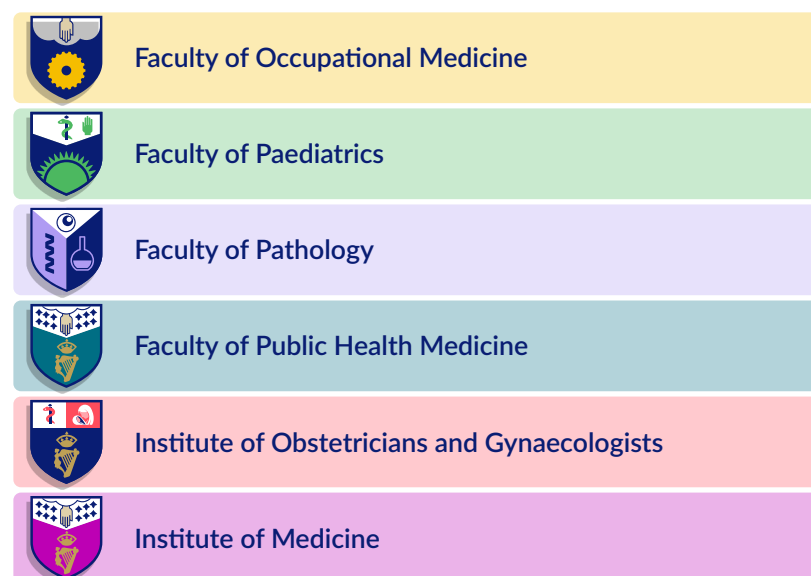 Faculty of Occupational Medicine
Faculty of Paediatrics
Faculty of Pathology
Faculty of Public Health Medicine
Institute of Obstetricians and Gynaecologists
Institute of Medicine